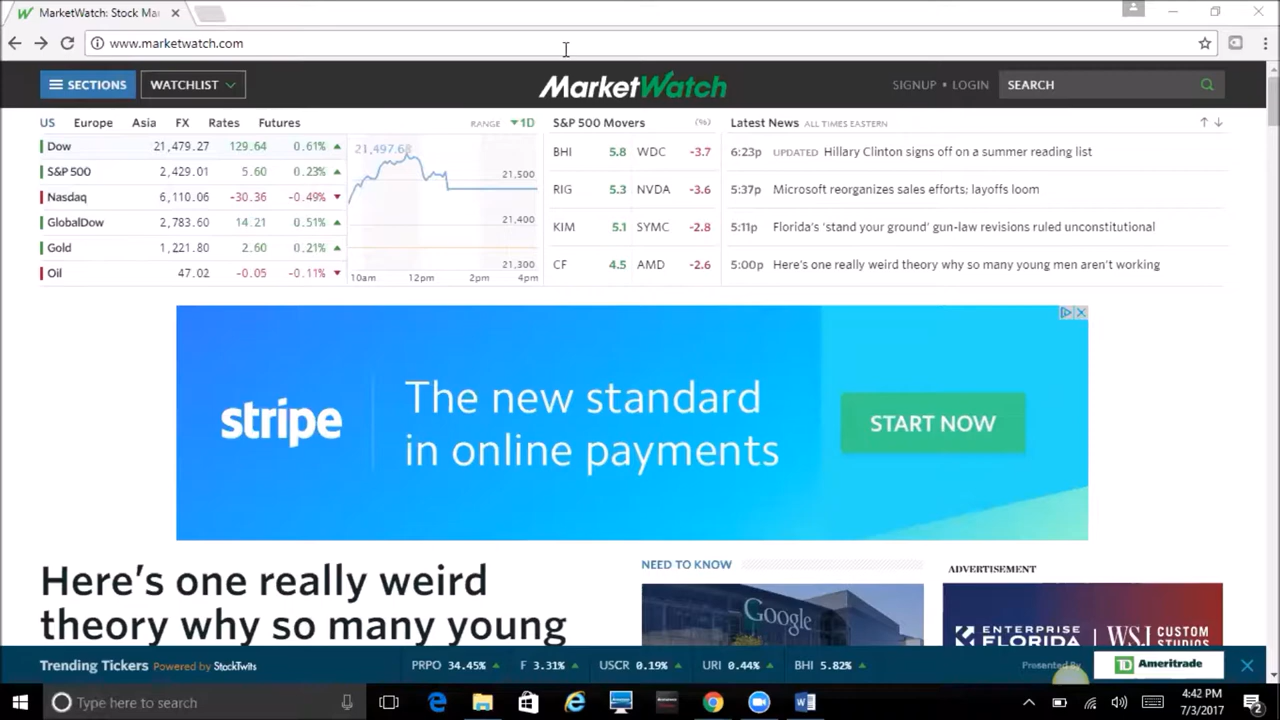 MarketWatch: Stock Ma
www.marketwatch.com
SECTIONS
WATCHLIST
MarketWatch
SIGNUP • LOGIN
SEARCH
US Europe Asia FX Rates Futures
RANGE 1D
Dow 21,479.27 129.64 0.61%
S&P 500 2,429.01 5.60 0.23%
Nasdaq 6,110.06 -30.36 -0.49%
GlobalDow 2,783.60 14.21 0.51%
Gold 1,221.80 2.60 0.21%
Oil 47.02 -0.05 -0.11%
21,497.68
21,500
21,400
21,300
10am 12pm 2pm 4pm
S&P 500 Movers (%)
BHI 5.8 WDC -3.7
RIG 5.3 NVDA -3.6
KIM 5.1 SYMC -2.8
CF 4.5 AMD -2.6
Latest News ALL TIMES EASTERN
6:23p UPDATED Hillary Clinton signs off on a summer reading list
5:37p Microsoft reorganizes sales efforts; layoffs loom
5:11p Florida's 'stand your ground' gun-law revisions ruled unconstitutional
5:00p Here's one really weird theory why so many young men aren't working
stripe
The new standard
in online payments
START NOW
Here's one really weird
theory why so many young
NEED TO KNOW
Google
ADVERTISEMENT
ENTERPRISE
FLORIDA
WSJ CUSTOM
STUDIOS
Trending Tickers Powered by StockTwits
PRPO 34.45% F 3.31% USCR 0.19% URI 0.44% BHI 5.82%
Presented By
TD Ameritrade
Type here to search
4:42 PM
7/3/2017
2